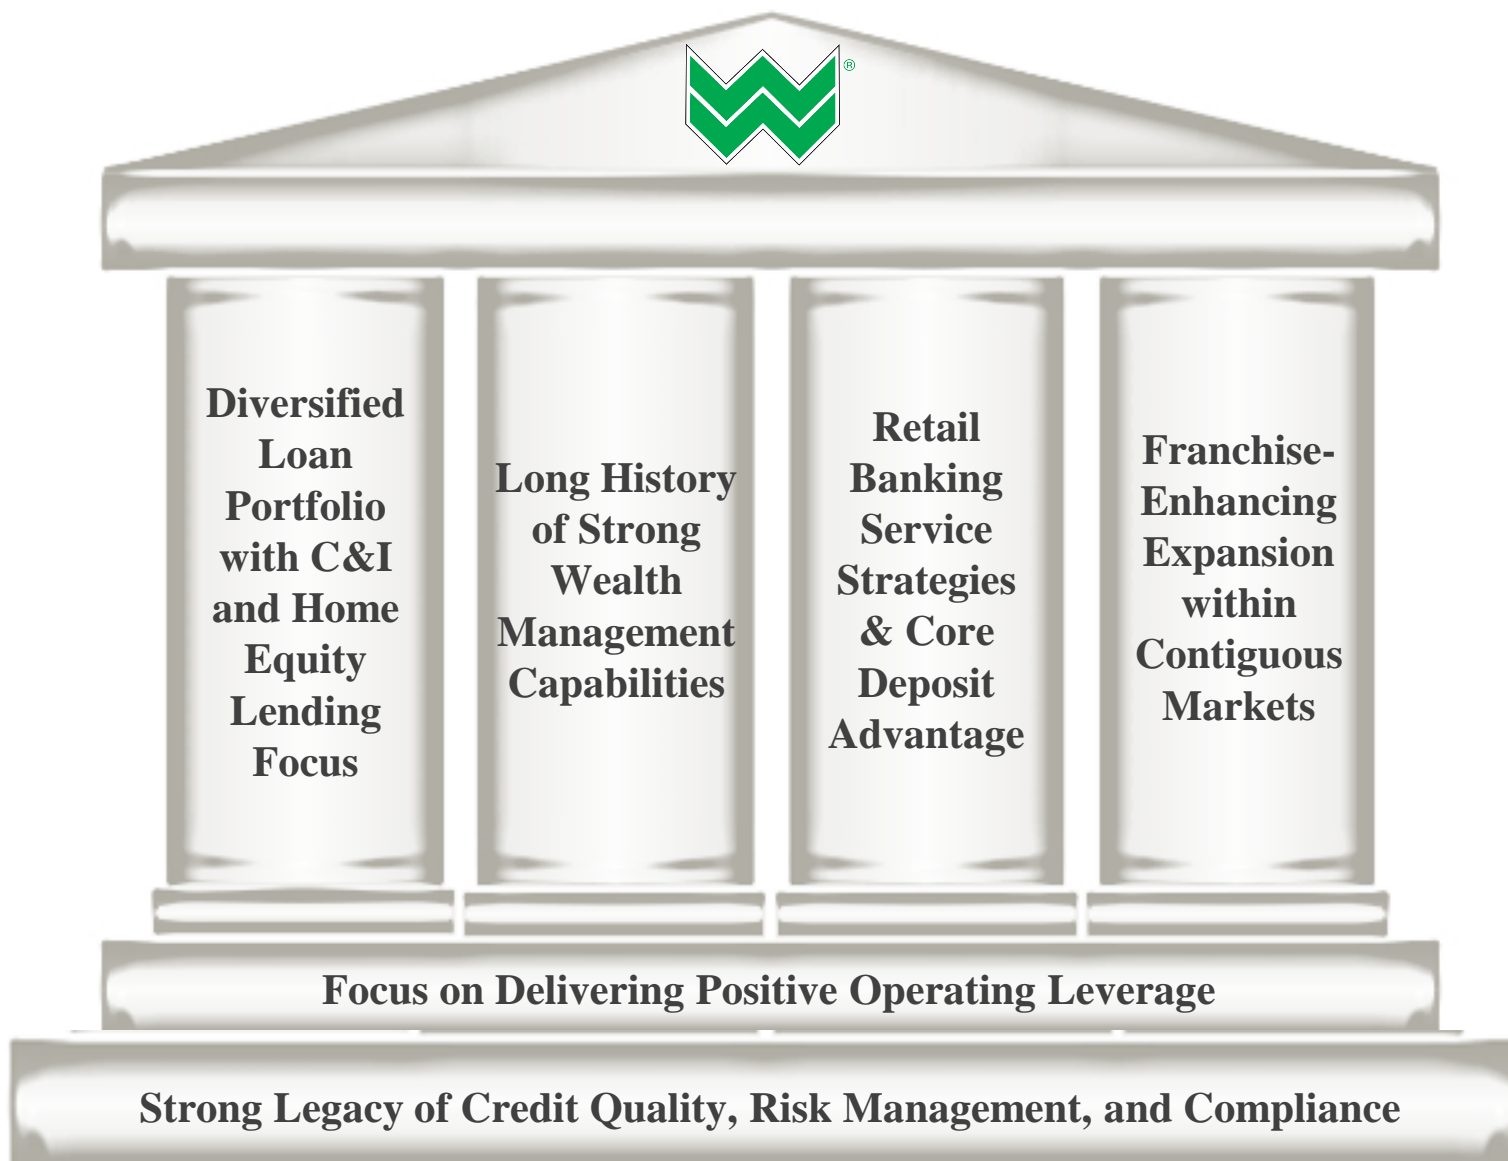 ®
Diversified
Loan
Portfolio
with C&I
and Home
Equity
Lending
Focus
Long History
of Strong
Wealth
Management
Capabilities
Retail
Banking
Service
Strategies
& Core
Deposit
Advantage
Franchise-
Enhancing
Expansion
within
Contiguous
Markets
Focus on Delivering Positive Operating Leverage
Strong Legacy of Credit Quality, Risk Management, and Compliance